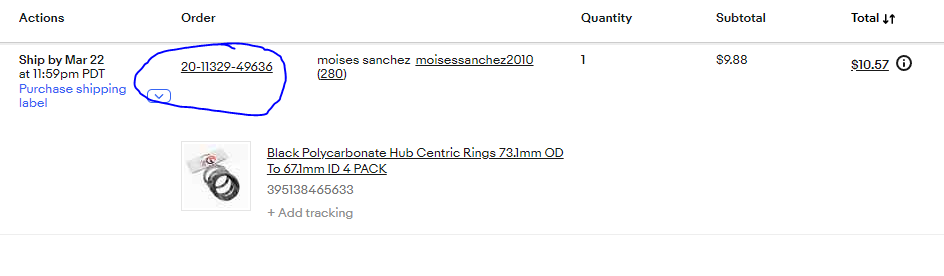 Actions Order Quantity Subtotal Total
Ship by Mar 22
at 11:59pm PDT
Purchase shipping
label
20-11329-49636
moises sanchez moisessanchez2010
(280)
1
$9.88
$10.57
Black Polycarbonate Hub Centric Rings 73.1mm OD
To 67.1mm ID 4 PACK
395138465633
+ Add tracking